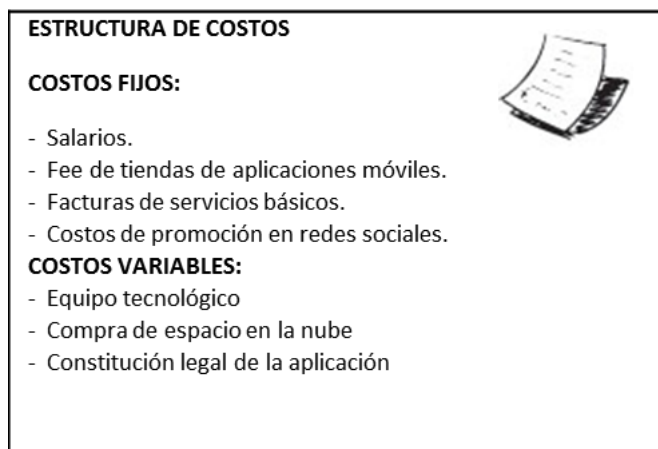 ESTRUCTURA DE COSTOS
COSTOS FIJOS:
- Salarios.
- Fee de tiendas de aplicaciones móviles.
- Facturas de servicios básicos.
- Costos de promoción en redes sociales.
COSTOS VARIABLES:
- Equipo tecnológico
- Compra de espacio en la nube
- Constitución legal de la aplicación